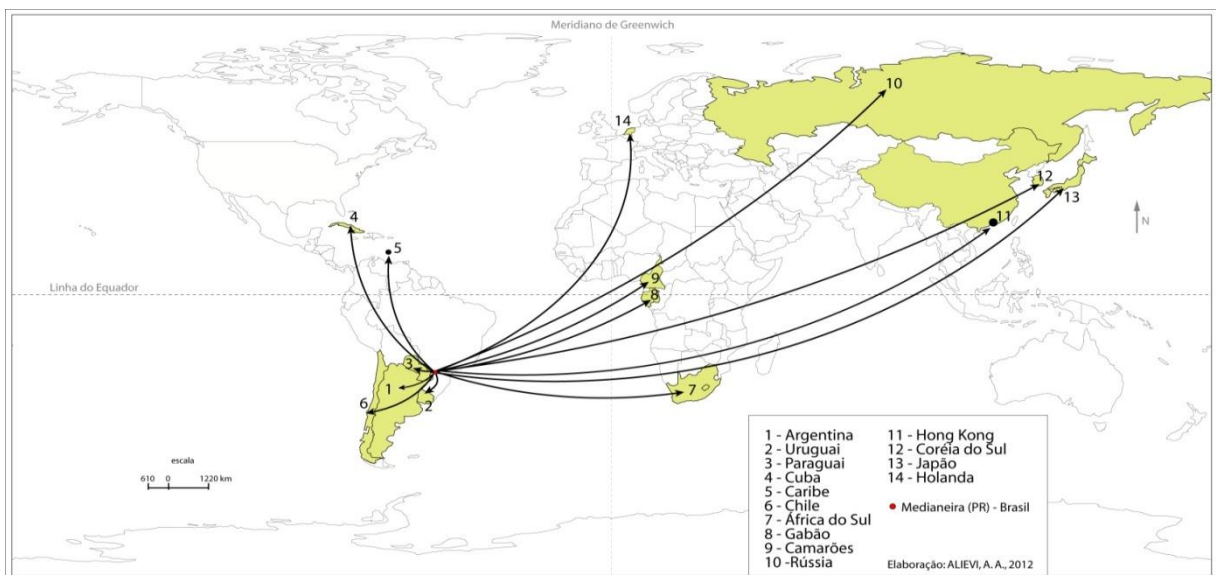 Meridiano de Greenwich
10
14
12
13
11
N
4
5
Linha do Equador
9
8
3
1
2
6
7
escala
610 0 1220 km
1 - Argentina
2 - Uruguai
3 - Paraguai
4 - Cuba
5 - Caribe
6 - Chile
7 - África do Sul
8 - Gabão
9 - Camarões
10 -Rússia
11 - Hong Kong
12 - Coréia do Sul
13 - Japão
14 - Holanda
Medianeira (PR) - Brasil
Elaboração: ALIEVI, A. A., 2012